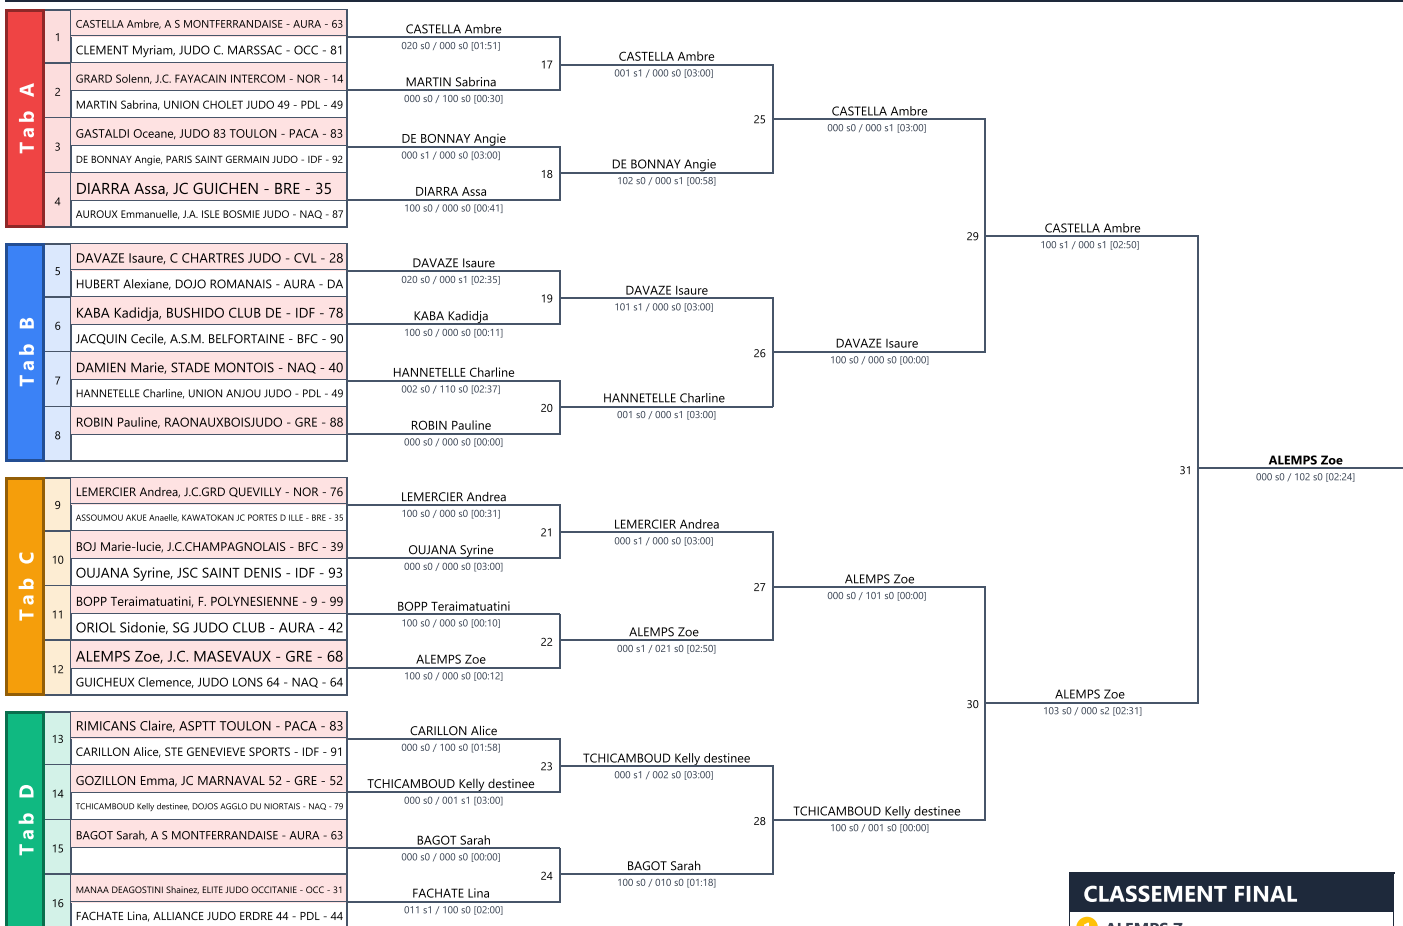 Tab A
1
CASTELLA Ambre, A S MONTFERRANDAISE - AURA - 63
CLEMENT Myriam, JUDO C. MARSSAC - OCC - 81
2
GRARD Solenn, J.C. FAYACAIN INTERCOM - NOR - 14
MARTIN Sabrina, UNION CHOLET JUDO 49 - PDL - 49
3
GASTALDI Oceane, JUDO 83 TOULON - PACA - 83
DE BONNAY Angie, PARIS SAINT GERMAIN JUDO - IDF - 92
4
DIARRA Assa, JC GUICHEN - BRE - 35
AUROUX Emmanuelle, J.A. ISLE BOSMIE JUDO - NAQ - 87
Tab B
5
DAVAZE Isaure, C CHARTRES JUDO - CVL - 28
HUBERT Alexiane, DOJO ROMANAIS - AURA - DA
6
KABA Kadidja, BUSHIDO CLUB DE - IDF - 78
JACQUIN Cecile, A.S.M. BELFORTAINE - BFC - 90
7
DAMIEN Marie, STADE MONTOIS - NAQ - 40
HANNETELLE Charline, UNION ANJOU JUDO - PDL - 49
8
ROBIN Pauline, RAONAUXBOISJUDO - GRE - 88
Tab C
9
LEMERCIER Andrea, J.C.GRD QUEVILLY - NOR - 76
ASSOUMOU AKUE Anaelle, KAWATOKAN JC PORTES D ILLE - BRE - 35
10
BOJ Marie-lucie, J.C.CHAMPAGNOLAIS - BFC - 39
OUJANA Syrine, JSC SAINT DENIS - IDF - 93
11
BOPP Teraimatuatini, F. POLYNESIENNE - 9 - 99
ORIOL Sidonie, SG JUDO CLUB - AURA - 42
12
ALEMPS Zoe, J.C. MASEVAUX - GRE - 68
GUICHEUX Clemence, JUDO LONS 64 - NAQ - 64
Tab D
13
RIMICANS Claire, ASPTT TOULON - PACA - 83
CARILLON Alice, STE GENEVIEVE SPORTS - IDF - 91
14
GOZILLON Emma, JC MARNAVAL 52 - GRE - 52
TCHICAMBOUD Kelly destinee, DOJOS AGGLO DU NIORTAIS - NAQ - 79
15
BAGOT Sarah, A S MONTFERRANDAISE - AURA - 63
16
MANAA DEAGOSTINI Shainez, ELITE JUDO OCCITANIE - OCC - 31
FACHATE Lina, ALLIANCE JUDO ERDRE 44 - PDL - 44
CASTELLA Ambre
020 s0 / 000 s0 [01:51]
17
MARTIN Sabrina
000 s0 / 100 s0 [00:30]
DE BONNAY Angie
000 s1 / 000 s0 [03:00]
18
DIARRA Assa
100 s0 / 000 s0 [00:41]
DAVAZE Isaure
020 s0 / 000 s1 [02:35]
19
KABA Kadidja
100 s0 / 000 s0 [00:11]
HANNETELLE Charline
002 s0 / 110 s0 [02:37]
20
ROBIN Pauline
000 s0 / 000 s0 [00:00]
LEMERCIER Andrea
100 s0 / 000 s0 [00:31]
21
OUJANA Syrine
000 s0 / 000 s0 [03:00]
BOPP Teraimatuatini
100 s0 / 000 s0 [00:10]
22
ALEMPS Zoe
100 s0 / 000 s0 [00:12]
CARILLON Alice
000 s0 / 100 s0 [01:58]
23
TCHICAMBOUD Kelly destinee
000 s0 / 001 s1 [03:00]
BAGOT Sarah
000 s0 / 000 s0 [00:00]
24
FACHATE Lina
011 s1 / 100 s0 [02:00]
CASTELLA Ambre
001 s1 / 000 s0 [03:00]
25
DE BONNAY Angie
102 s0 / 000 s1 [00:58]
DAVAZE Isaure
101 s1 / 000 s0 [03:00]
26
HANNETELLE Charline
001 s0 / 000 s1 [03:00]
LEMERCIER Andrea
000 s1 / 000 s0 [03:00]
27
ALEMPS Zoe
000 s1 / 021 s0 [02:50]
TCHICAMBOUD Kelly destinee
000 s1 / 002 s0 [03:00]
28
BAGOT Sarah
100 s0 / 010 s0 [01:18]
CASTELLA Ambre
000 s0 / 000 s1 [03:00]
29
DAVAZE Isaure
100 s0 / 000 s0 [00:00]
ALEMPS Zoe
000 s0 / 101 s0 [00:00]
30
TCHICAMBOUD Kelly destinee
100 s0 / 001 s0 [00:00]
CASTELLA Ambre
100 s1 / 000 s1 [02:50]
31
ALEMPS Zoe
103 s0 / 000 s2 [02:31]
ALEMPS Zoe
000 s0 / 102 s0 [02:24]
CLASSEMENT FINAL